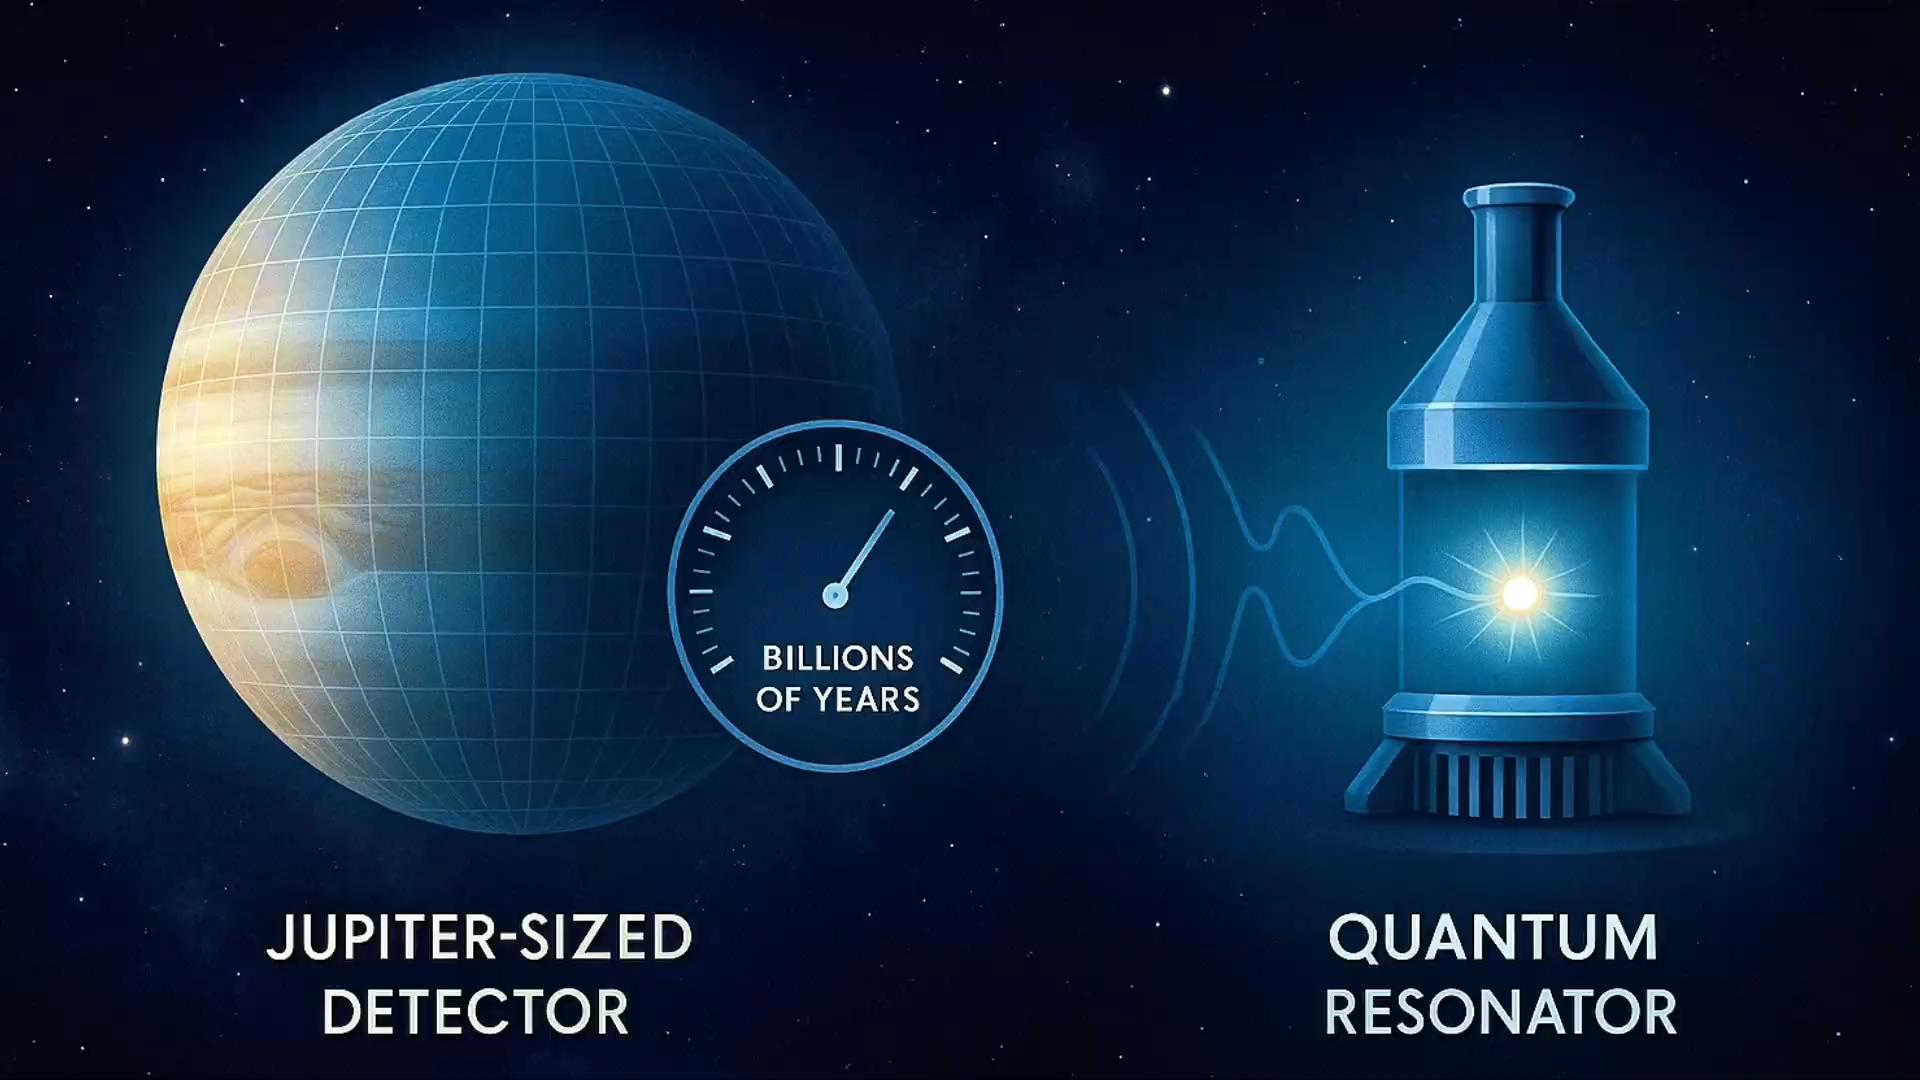 BILLIONS
OF YEARS
JUPITER-SIZED
DETECTOR
QUANTUM
RESONATOR